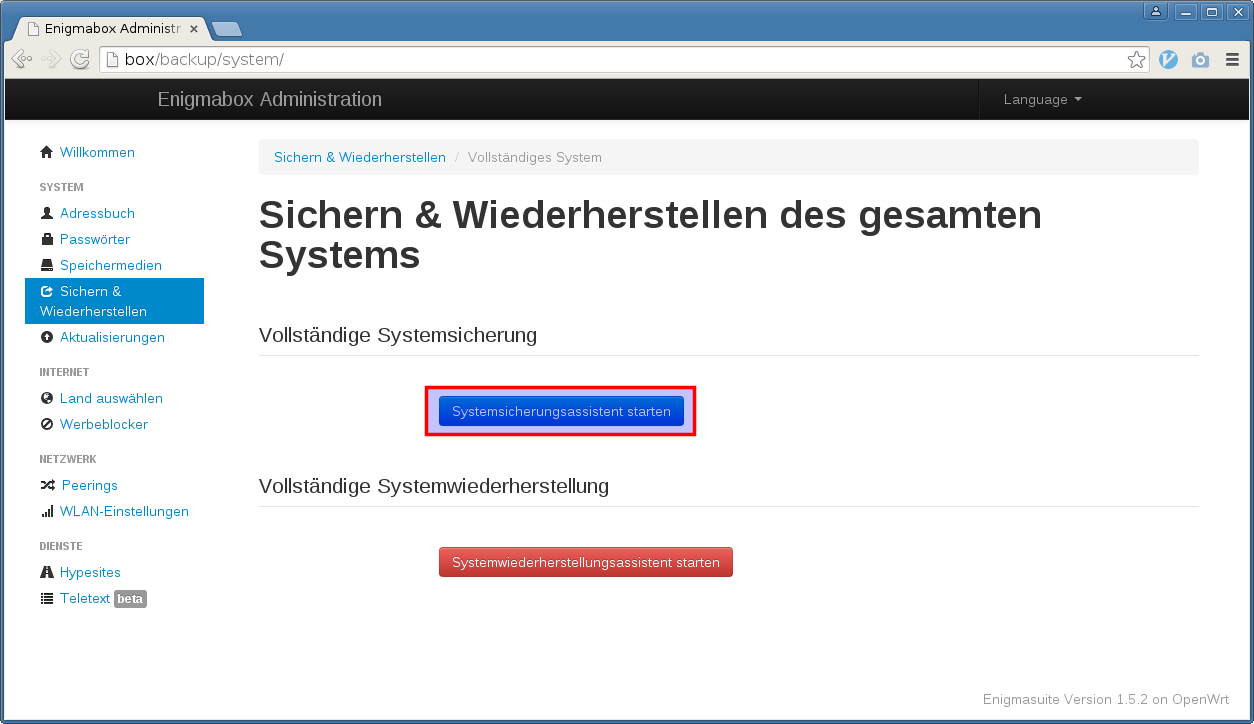 Enigmabox Administr
box/backup/system/
Enigmabox Administration
Language
Willkommen
SYSTEM
Adressbuch
Passwörter
Speichermedien
Sichern &
Wiederherstellen
Aktualisierungen
INTERNET
Land auswählen
Werbeblocker
NETZWERK
Peerings
WLAN-Einstellungen
DIENSTE
Hypesites
Teletext beta
Sichern & Wiederherstellen / Vollständiges System
Sichern & Wiederherstellen des gesamten
Systems
Vollständige Systemsicherung
Systemsicherungsassistent starten
Vollständige Systemwiederherstellung
Systemwiederherstellungsassistent starten
Enigmasuite Version 1.5.2 on OpenWrt